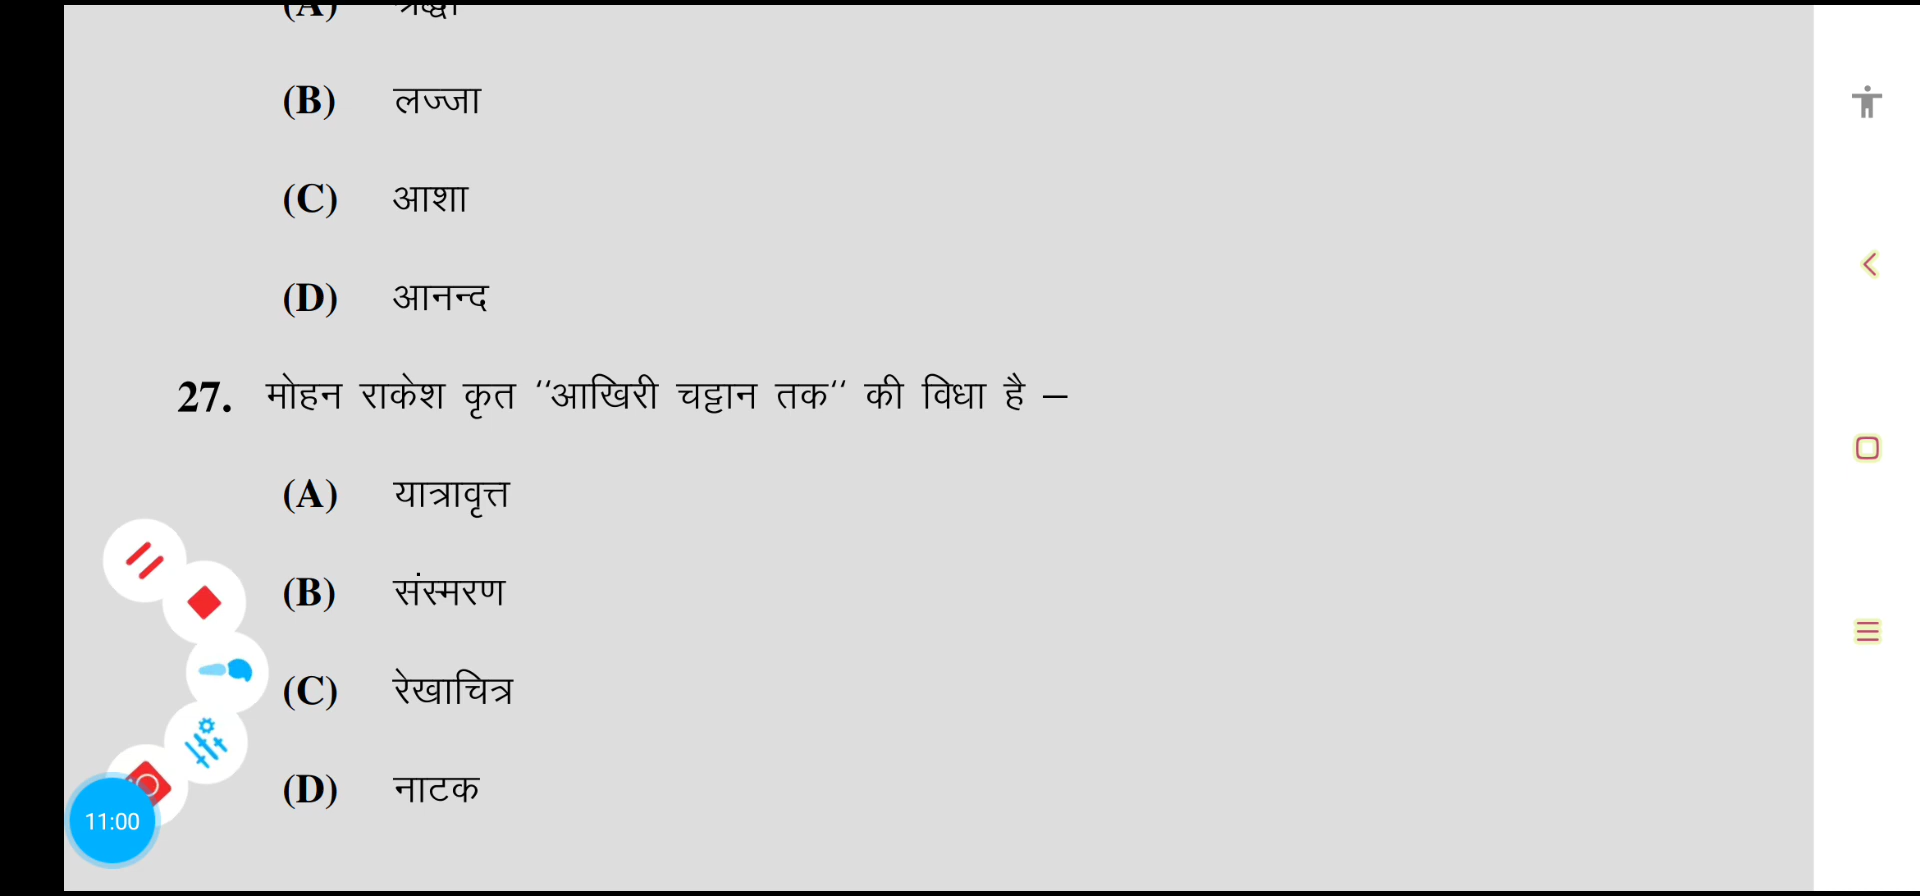 (B) लज्जा
(C) आशा
(D) आनन्द
27. मोहन राकेश कृत ‘‘आखिरी चट्टान तक‘‘ की विधा है –
(A) यात्रावृत्त
(B) संस्मरण
(C) रेखाचित्र
(D) नाटक
11:00